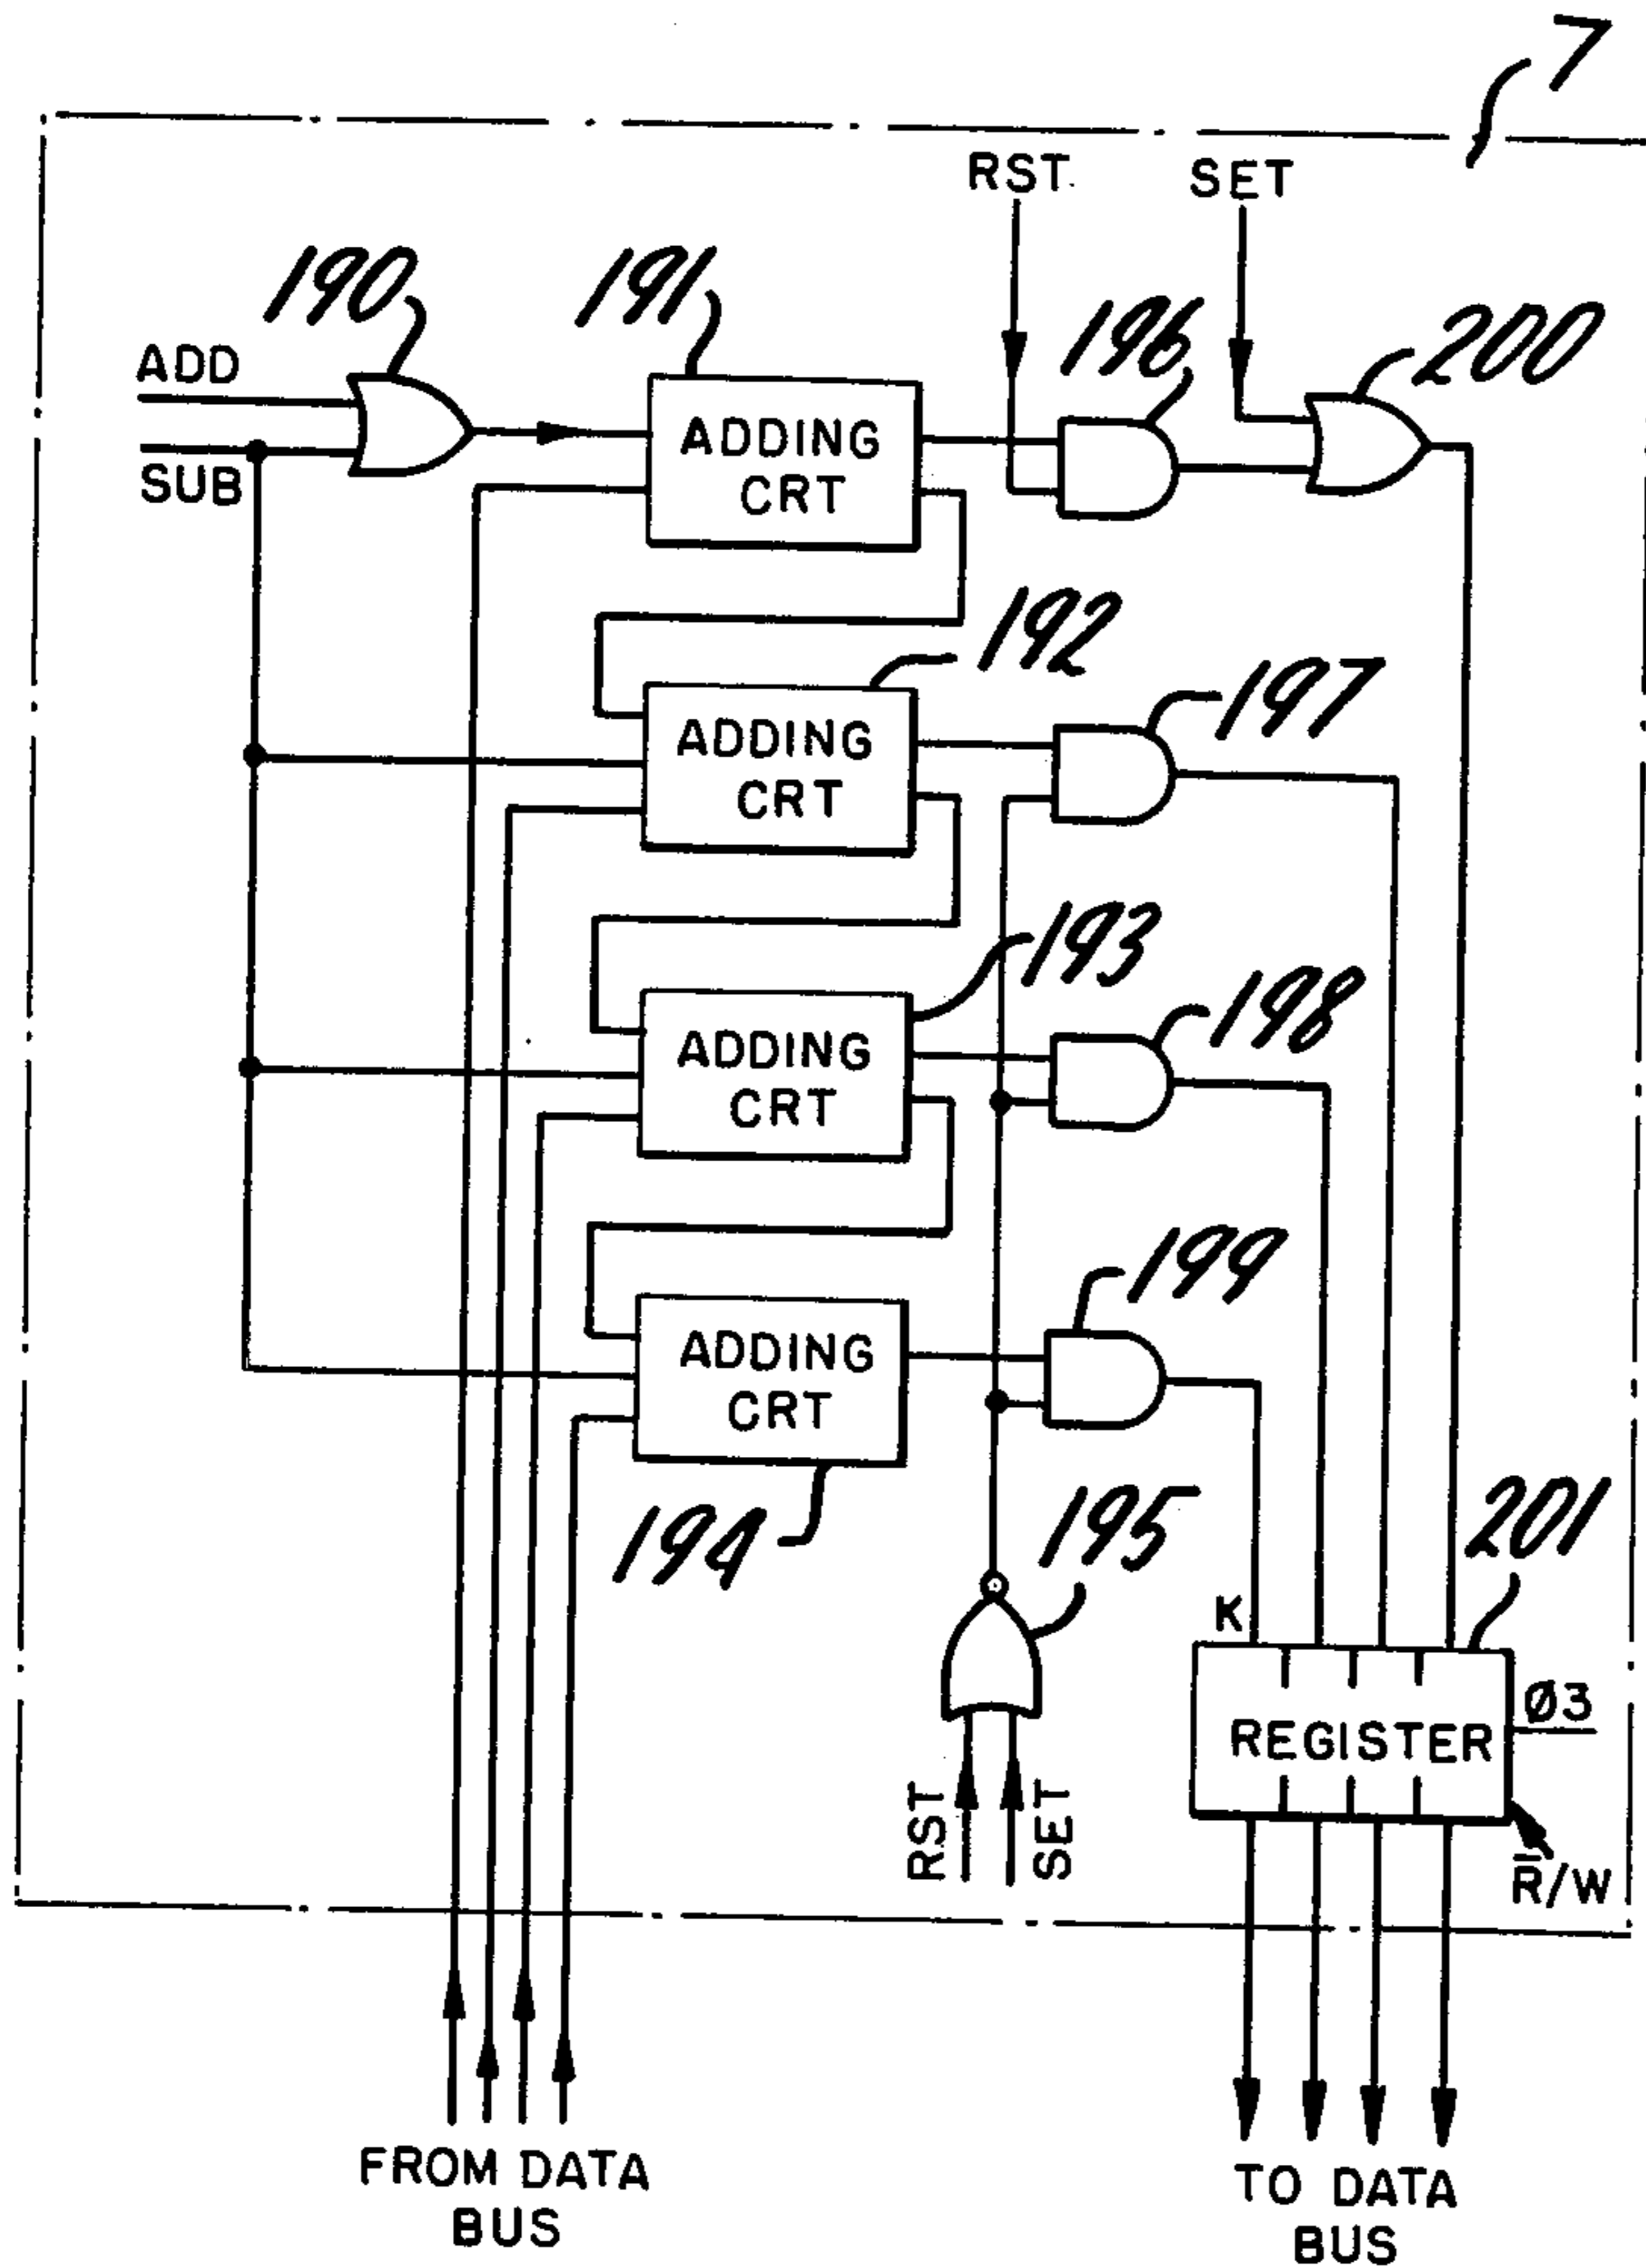 7
RST
SET
190
191
196
200
ADD
SUB
ADDING
CRT
192
197
ADDING
CRT
193
198
ADDING
CRT
199
ADDING
CRT
194
195
201
K
REGISTER
Ø3
RST
SET
R̅/W
FROM DATA
BUS
TO DATA
BUS